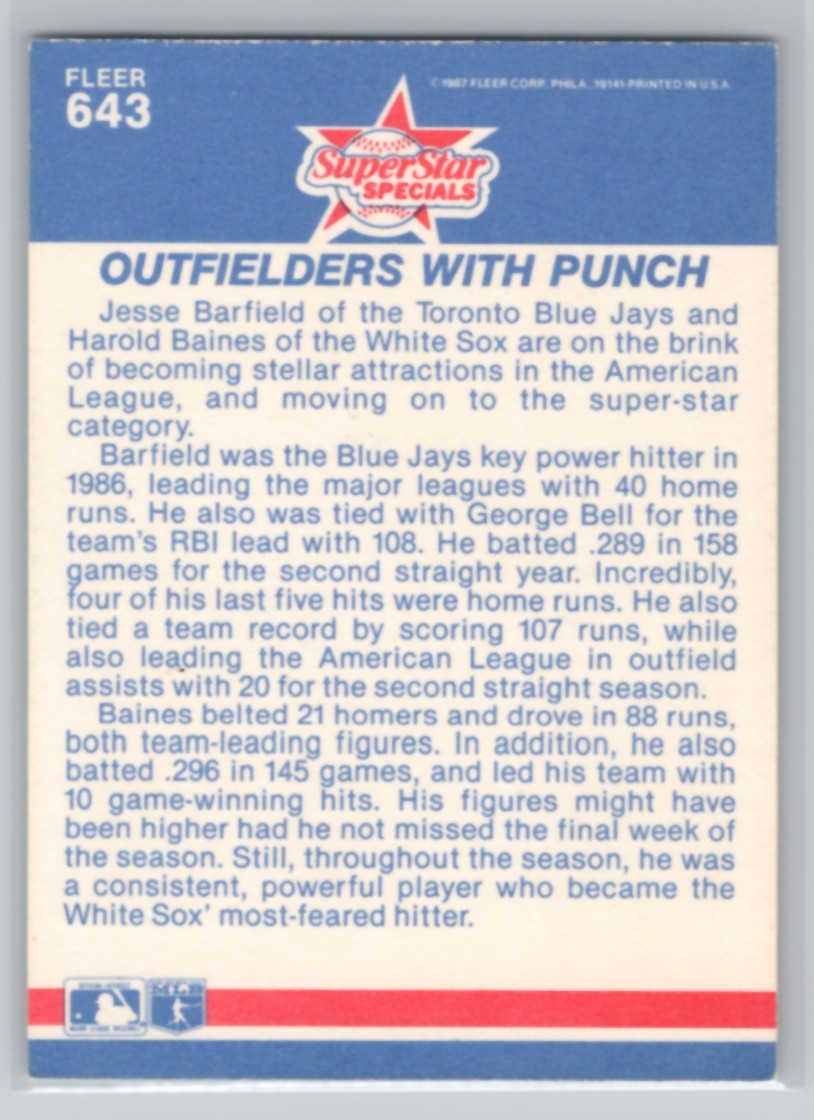 FLEER
643
© 1987 FLEER CORP. PHILA. 19141-PRINTED IN U.S.A.
SuperStar
SPECIALS
OUTFIELDERS WITH PUNCH
Jesse Barfield of the Toronto Blue Jays and
Harold Baines of the White Sox are on the brink
of becoming stellar attractions in the American
League, and moving on to the super-star
category.
Barfield was the Blue Jays key power hitter in
1986, leading the major leagues with 40 home
runs. He also was tied with George Bell for the
team's RBI lead with 108. He batted .289 in 158
games for the second straight year. Incredibly,
four of his last five hits were home runs. He also
tied a team record by scoring 107 runs, while
also leading the American League in outfield
assists with 20 for the second straight season.
Baines belted 21 homers and drove in 88 runs,
both team-leading figures. In addition, he also
batted .296 in 145 games, and led his team with
10 game-winning hits. His figures might have
been higher had he not missed the final week of
the season. Still, throughout the season, he was
a consistent, powerful player who became the
White Sox' most-feared hitter.